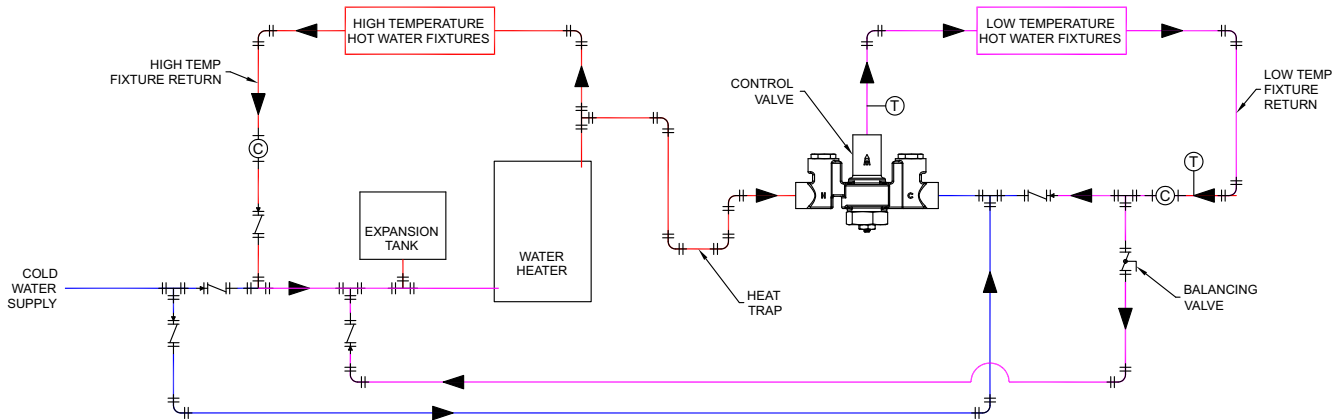 HIGH TEMPERATURE
HOT WATER FIXTURES
LOW TEMPERATURE
HOT WATER FIXTURES
HIGH TEMP
FIXTURE RETURN
CONTROL
VALVE
T
LOW TEMP
FIXTURE
RETURN
C
T
C
H
C
EXPANSION
TANK
WATER
HEATER
COLD
WATER
SUPPLY
HEAT
TRAP
BALANCING
VALVE